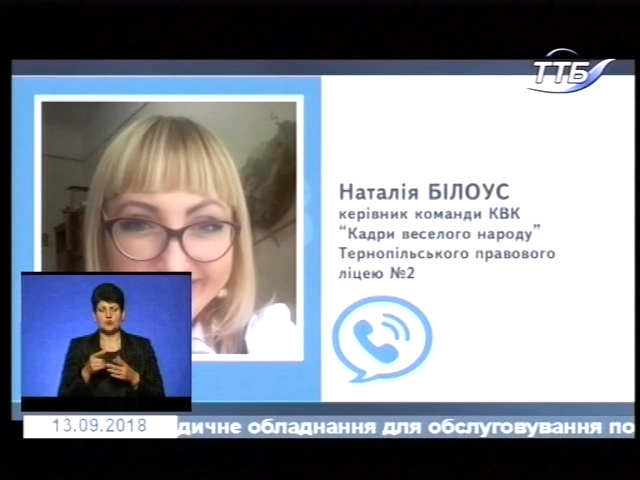 ТТБ
Наталія БІЛОУС
керівник команди КВК
“Кадри веселого народу”
Тернопільського правового
ліцею №2
13.09.2018
дичне обладнання для обслуговування по